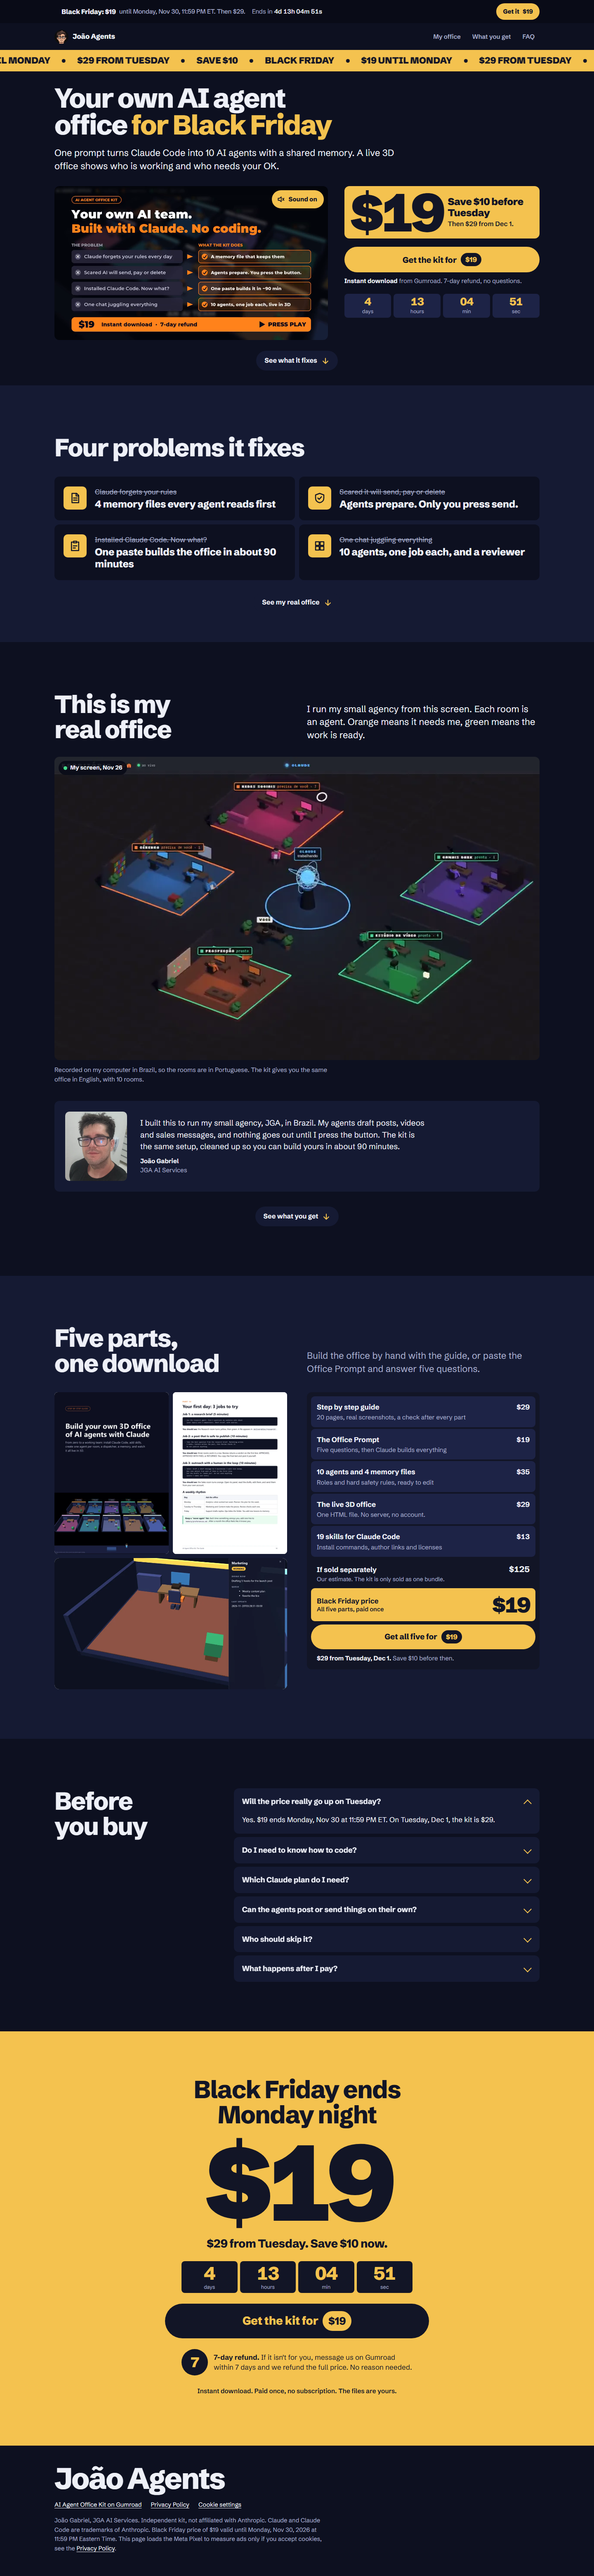 Black Friday: $19 until Monday, Nov 30, 11:59 PM ET. Then $29. Ends in 4d 13h 04m 51s
Get it $19
João Agents
My office What you get FAQ
MONDAY • $29 FROM TUESDAY • SAVE $10 • BLACK FRIDAY • $19 UNTIL MONDAY • $29 FROM TUESDAY •
Your own AI agent
office for Black Friday
One prompt turns Claude Code into 10 AI agents with a shared memory. A live 3D
office shows who is working and who needs your OK.
AI AGENT OFFICE KIT
Sound on
Your own AI team.
Built with Claude. No coding.
THE PROBLEM WHAT THE KIT DOES
Claude forgets your rules every day A memory file that keeps them
Scared AI will send, pay or delete Agents prepare. You press the button.
Installed Claude Code. Now what? One paste builds it in ~90 min
One chat juggling everything 10 agents, one job each, live in 3D
$19 Instant download · 7-day refund PRESS PLAY
$19
Save $10 before
Tuesday
Then $29 from Dec 1.
Get the kit for $19
Instant download from Gumroad. 7-day refund, no questions.
4 13 04 51
days hours min sec
See what it fixes
Four problems it fixes
Claude forgets your rules
4 memory files every agent reads first
Scared it will send, pay or delete
Agents prepare. Only you press send.
Installed Claude Code. Now what?
One paste builds the office in about 90
minutes
One chat juggling everything
10 agents, one job each, and a reviewer
See my real office
This is my
real office
I run my small agency from this screen. Each room is
an agent. Orange means it needs me, green means the
work is ready.
My screen, Nov 26
CLAUDE
Recorded on my computer in Brazil, so the rooms are in Portuguese. The kit gives you the same
office in English, with 10 rooms.
I built this to run my small agency, JGA, in Brazil. My agents draft posts, videos
and sales messages, and nothing goes out until I press the button. The kit is
the same setup, cleaned up so you can build yours in about 90 minutes.
João Gabriel
JGA AI Services
See what you get
Five parts,
one download
Build the office by hand with the guide, or paste the
Office Prompt and answer five questions.
Build your own 3D office
of AI agents with Claude
Your first day: 3 jobs to try
Marketing
Step by step guide $29
20 pages, real screenshots, a check after every part
The Office Prompt $19
Five questions, then Claude builds everything
10 agents and 4 memory files $35
Roles and hard safety rules, ready to edit
The live 3D office $29
One HTML file. No server, no account.
19 skills for Claude Code $13
Install commands, author links and licenses
If sold separately $125
Our estimate. The kit is only sold as one bundle.
Black Friday price
All five parts, paid once
$19
Get all five for $19
$29 from Tuesday, Dec 1. Save $10 before then.
Before
you buy
Will the price really go up on Tuesday?
Yes. $19 ends Monday, Nov 30 at 11:59 PM ET. On Tuesday, Dec 1, the kit is $29.
Do I need to know how to code?
Which Claude plan do I need?
Can the agents post or send things on their own?
Who should skip it?
What happens after I pay?
Black Friday ends
Monday night
$19
$29 from Tuesday. Save $10 now.
4 13 04 51
days hours min sec
Get the kit for $19
7
7-day refund. If it isn't for you, message us on Gumroad
within 7 days and we refund the full price. No reason needed.
Instant download. Paid once, no subscription. The files are yours.
João Agents
AI Agent Office Kit on Gumroad Privacy Policy Cookie settings
João Gabriel, JGA AI Services. Independent kit, not affiliated with Anthropic. Claude and Claude
Code are trademarks of Anthropic. Black Friday price of $19 valid until Monday, Nov 30, 2026 at
11:59 PM Eastern Time. This page loads the Meta Pixel to measure ads only if you accept cookies,
see the Privacy Policy.